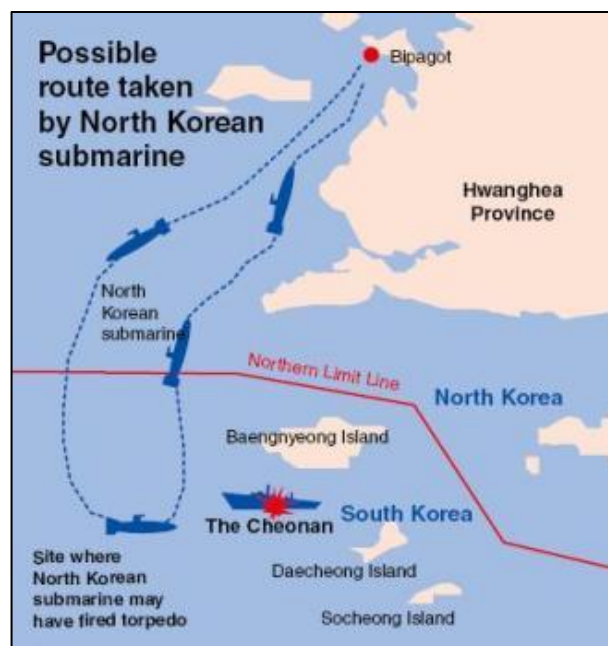 Possible
route taken
by North Korean
submarine
Bipagot
Hwanghea
Province
North
Korean
submarine
Northern Limit Line
North Korea
Baengnyeong Island
The Cheonan
South Korea
Site where
North Korean
submarine may
have fired torpedo
Daecheong Island
Socheong Island